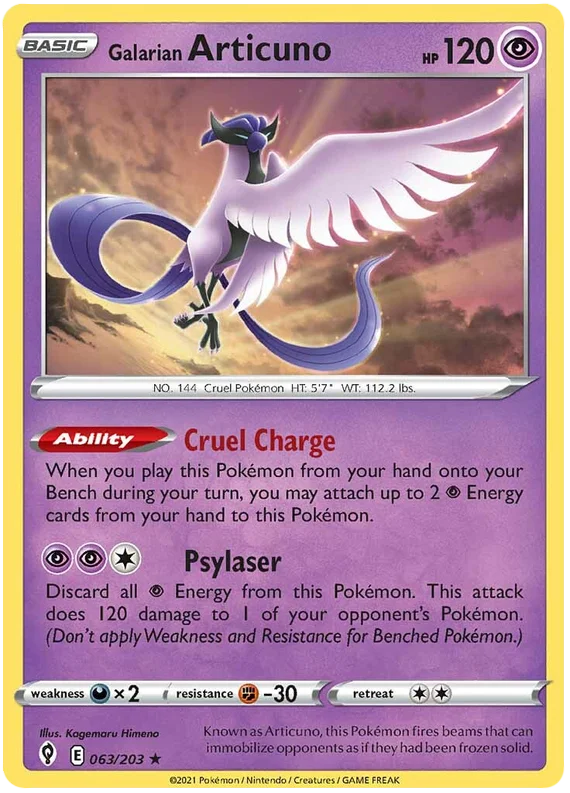 BASIC Galarian Articuno HP 120
NO. 144 Cruel Pokémon HT: 5'7" WT: 112.2 lbs.
Ability Cruel Charge
When you play this Pokémon from your hand onto your
Bench during your turn, you may attach up to 2 Energy
cards from your hand to this Pokémon.
Psylaser
Discard all Energy from this Pokémon. This attack
does 120 damage to 1 of your opponent's Pokémon.
(Don't apply Weakness and Resistance for Benched Pokémon.)
weakness ×2 resistance -30 retreat
Illus. Kagemaru Himeno
Known as Articuno, this Pokémon fires beams that can
immobilize opponents as if they had been frozen solid.
E 063/203 ★
©2021 Pokémon / Nintendo / Creatures / GAME FREAK